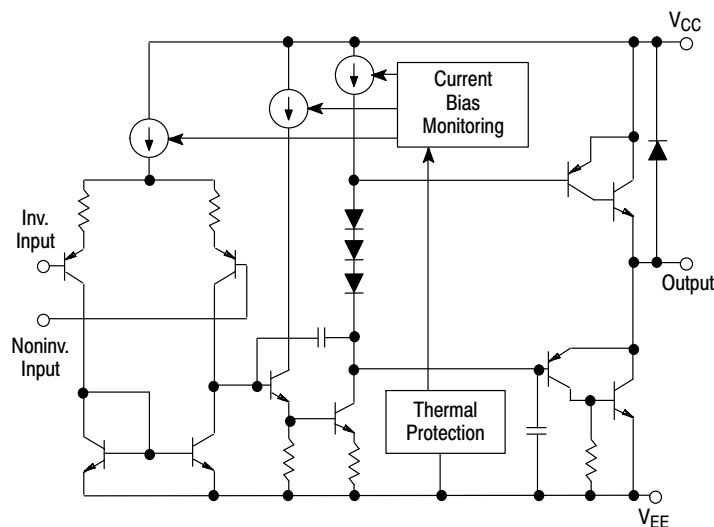 VCC
Current
Bias
Monitoring
Inv.
Input
Output
Noninv.
Input
Thermal
Protection
VEE